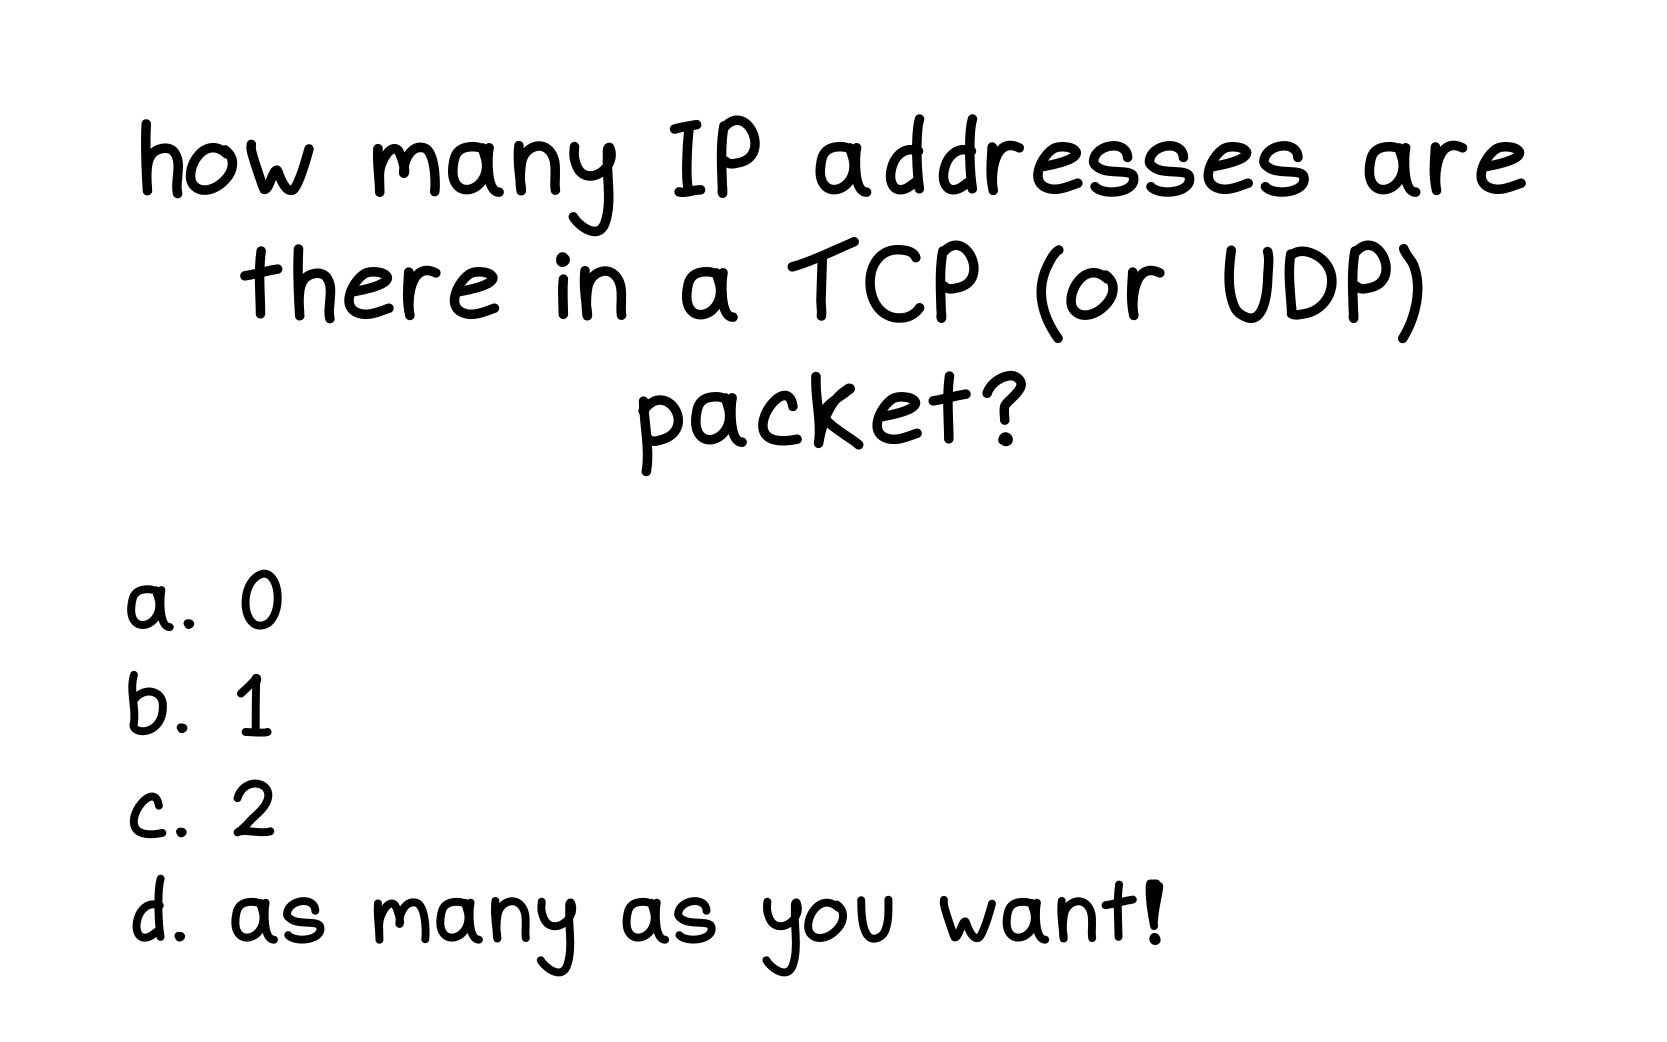 how many IP addresses are
there in a TCP (or UDP)
packet?
a. 0
b. 1
c. 2
d. as many as you want!